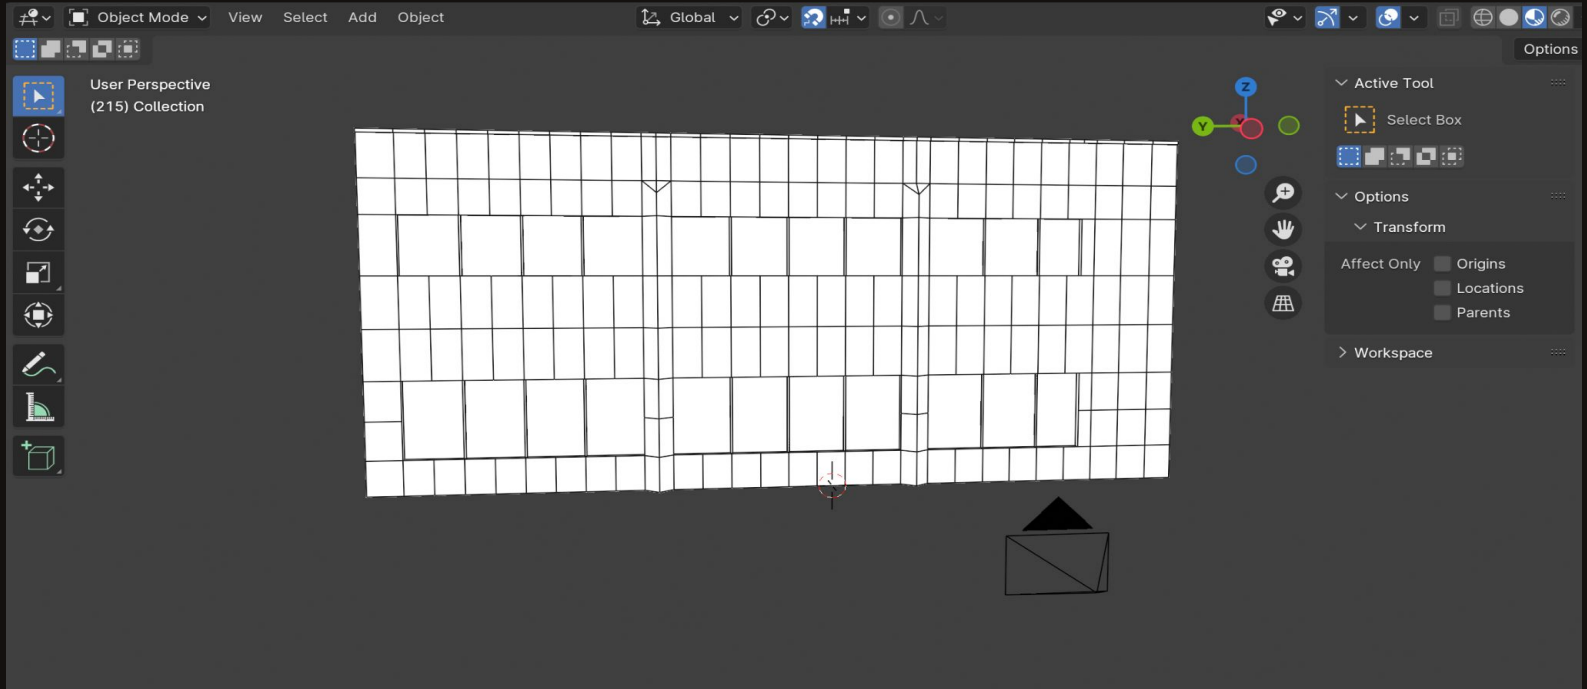 Object Mode View Select Add Object Global
Options
User Perspective
(215) Collection
Z
Y
Active Tool
Select Box
Options
Transform
Affect Only Origins
Locations
Parents
Workspace